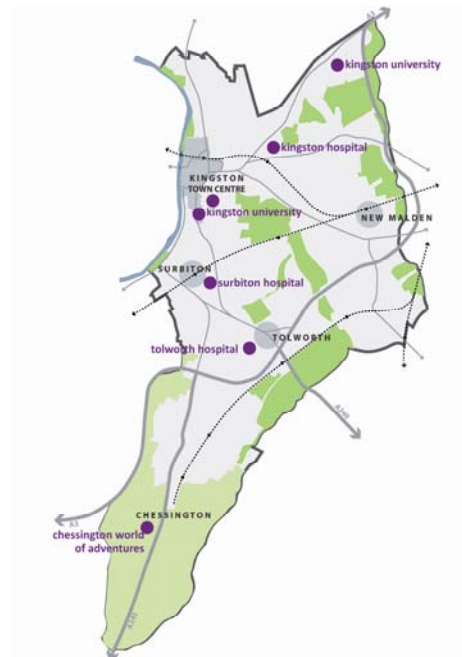 A3
kingston university
kingston hospital
KINGSTON
TOWN CENTRE
kingston university
NEW MALDEN
SURBITON
surbiton hospital
TOLWORTH
tolworth hospital
A240
CHESSINGTON
A3
chessington world
of adventures